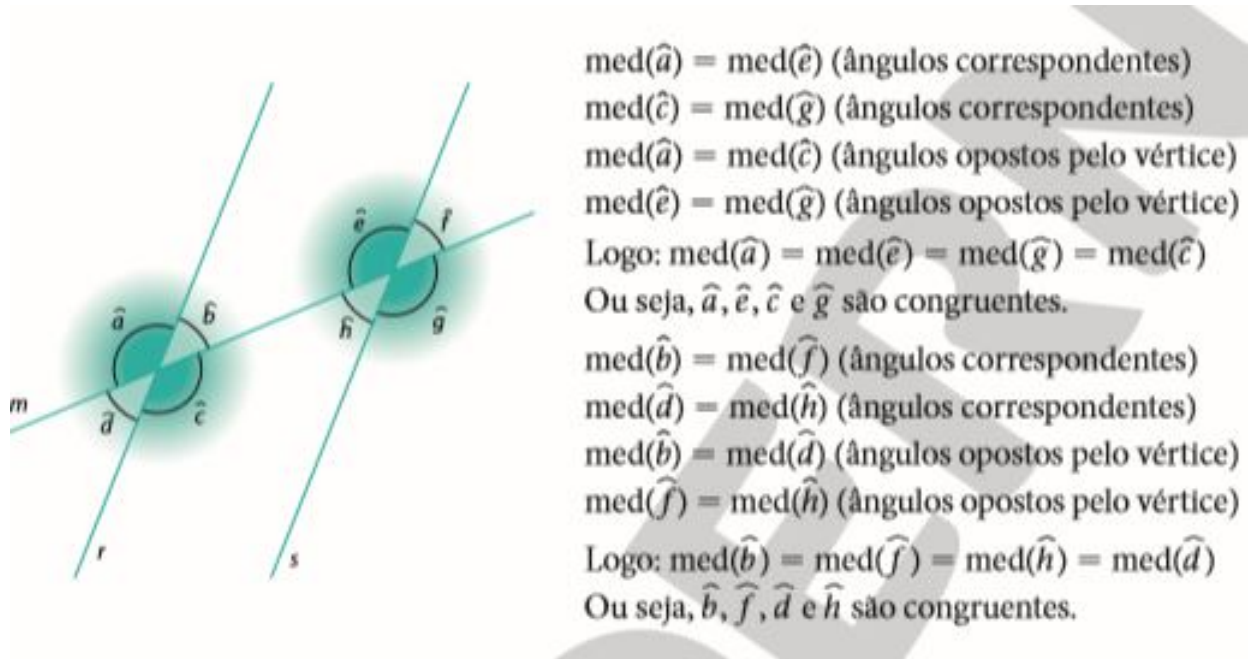 med(â) = med(ê) (ângulos correspondentes)
med(ĉ) = med(ĝ) (ângulos correspondentes)
med(â) = med(ĉ) (ângulos opostos pelo vértice)
med(ê) = med(ĝ) (ângulos opostos pelo vértice)
Logo: med(â) = med(ê) = med(ĝ) = med(ĉ)
Ou seja, â, ê, ĉ e ĝ são congruentes.
med(b̂) = med(f̂) (ângulos correspondentes)
med(d̂) = med(ĥ) (ângulos correspondentes)
med(b̂) = med(d̂) (ângulos opostos pelo vértice)
med(f̂) = med(ĥ) (ângulos opostos pelo vértice)
Logo: med(b̂) = med(f̂) = med(ĥ) = med(d̂)
Ou seja, b̂, f̂, d̂ e ĥ são congruentes.
ê
f̂
ĥ
ĝ
â
b̂
d̂
ĉ
m
r
s